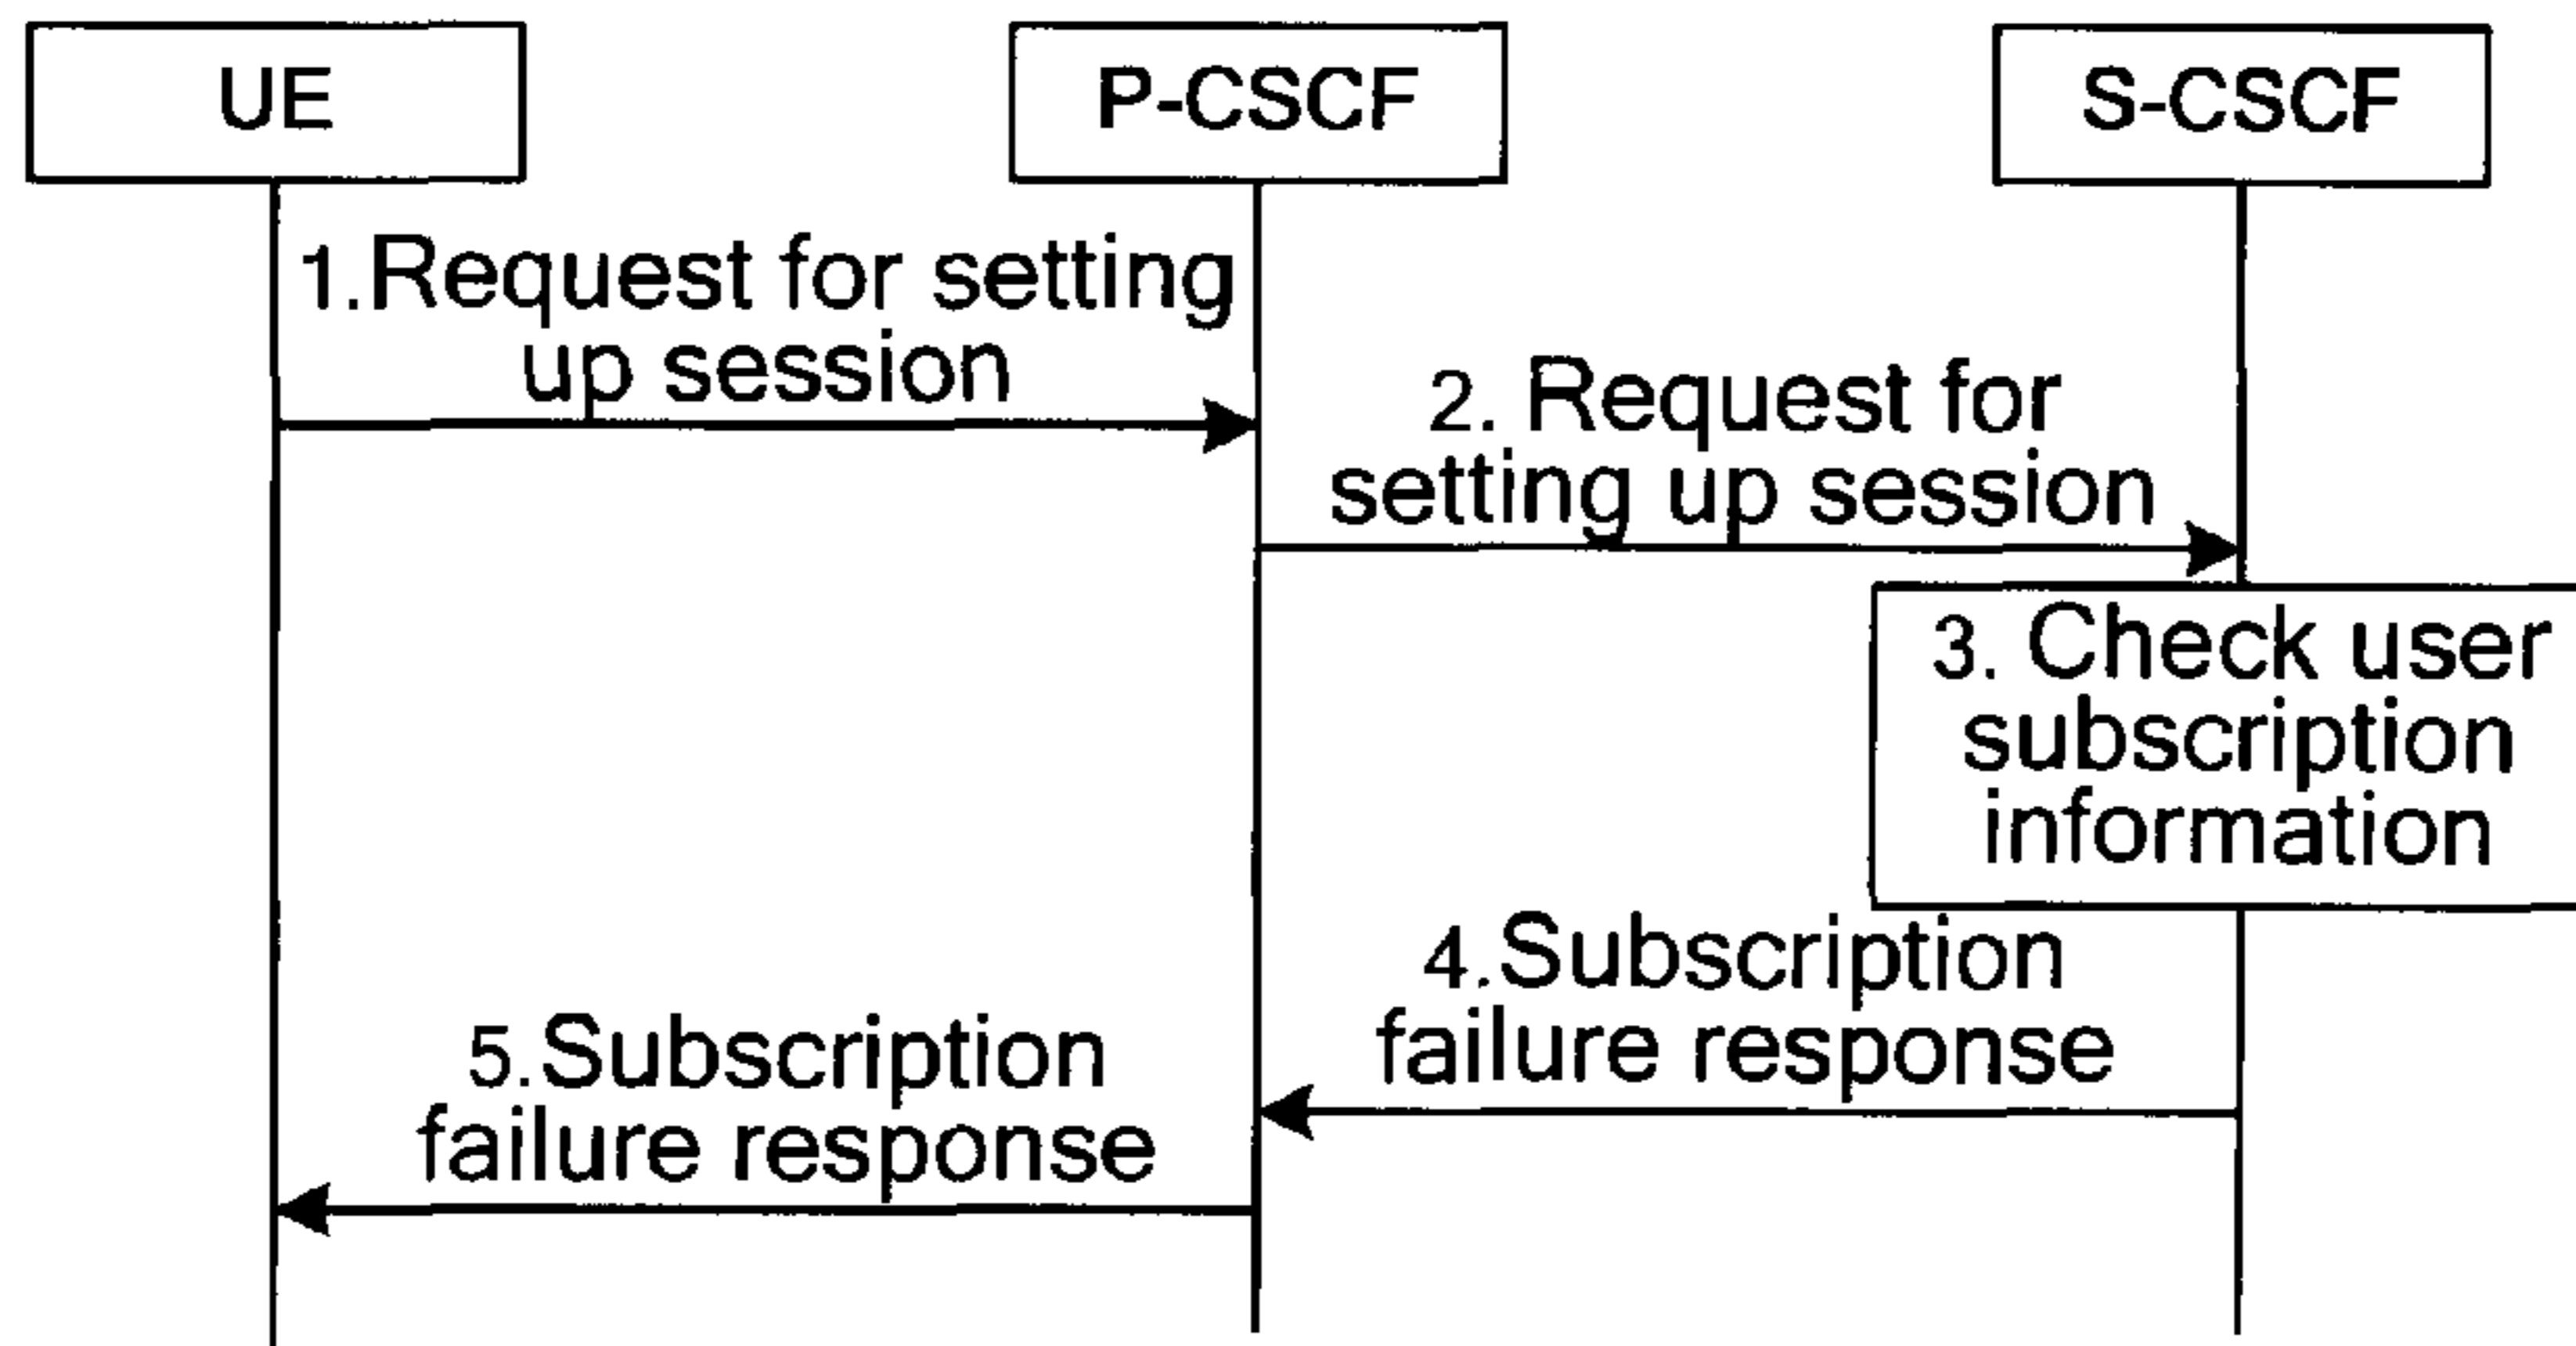 UE
P-CSCF
S-CSCF
1.Request for setting
up session
2. Request for
setting up session
3. Check user
subscription
information
4.Subscription
failure response
5.Subscription
failure response